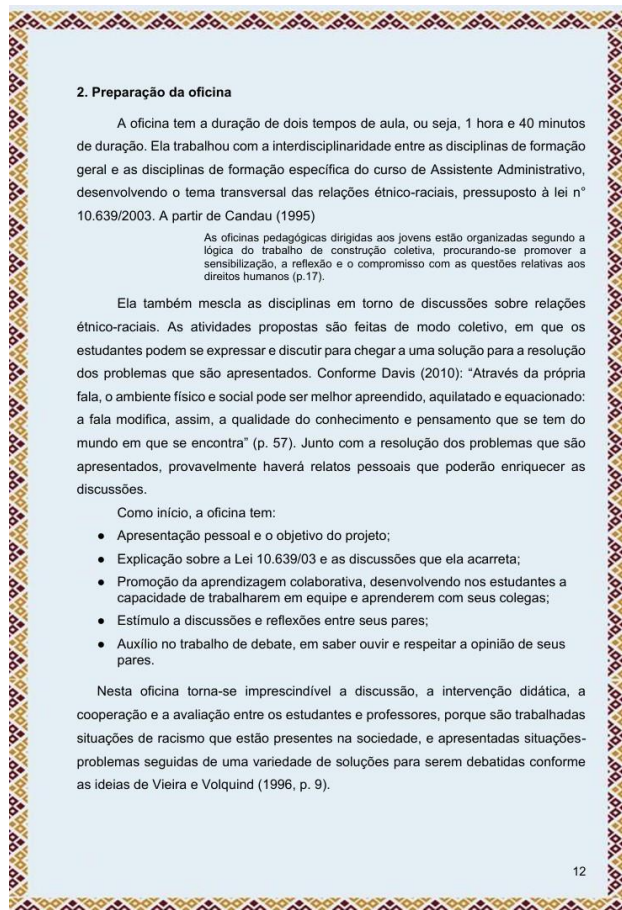 2. Preparação da oficina
A oficina tem a duração de dois tempos de aula, ou seja, 1 hora e 40 minutos
de duração. Ela trabalhou com a interdisciplinaridade entre as disciplinas de formação
geral e as disciplinas de formação específica do curso de Assistente Administrativo,
desenvolvendo o tema transversal das relações étnico-raciais, pressuposto à lei n°
10.639/2003. A partir de Candau (1995)
As oficinas pedagógicas dirigidas aos jovens estão organizadas segundo a
lógica do trabalho de construção coletiva, procurando-se promover a
sensibilização, a reflexão e o compromisso com as questões relativas aos
direitos humanos (p.17).
Ela também mescla as disciplinas em torno de discussões sobre relações
étnico-raciais. As atividades propostas são feitas de modo coletivo, em que os
estudantes podem se expressar e discutir para chegar a uma solução para a resolução
dos problemas que são apresentados. Conforme Davis (2010): “Através da própria
fala, o ambiente físico e social pode ser melhor apreendido, aquilatado e equacionado:
a fala modifica, assim, a qualidade do conhecimento e pensamento que se tem do
mundo em que se encontra” (p. 57). Junto com a resolução dos problemas que são
apresentados, provavelmente haverá relatos pessoais que poderão enriquecer as
discussões.
Como início, a oficina tem:
● Apresentação pessoal e o objetivo do projeto;
● Explicação sobre a Lei 10.639/03 e as discussões que ela acarreta;
● Promoção da aprendizagem colaborativa, desenvolvendo nos estudantes a
capacidade de trabalharem em equipe e aprenderem com seus colegas;
● Estímulo a discussões e reflexões entre seus pares;
● Auxílio no trabalho de debate, em saber ouvir e respeitar a opinião de seus
pares.
Nesta oficina torna-se imprescindível a discussão, a intervenção didática, a
cooperação e a avaliação entre os estudantes e professores, porque são trabalhadas
situações de racismo que estão presentes na sociedade, e apresentadas situações-
problemas seguidas de uma variedade de soluções para serem debatidas conforme
as ideias de Vieira e Volquind (1996, p. 9).
12